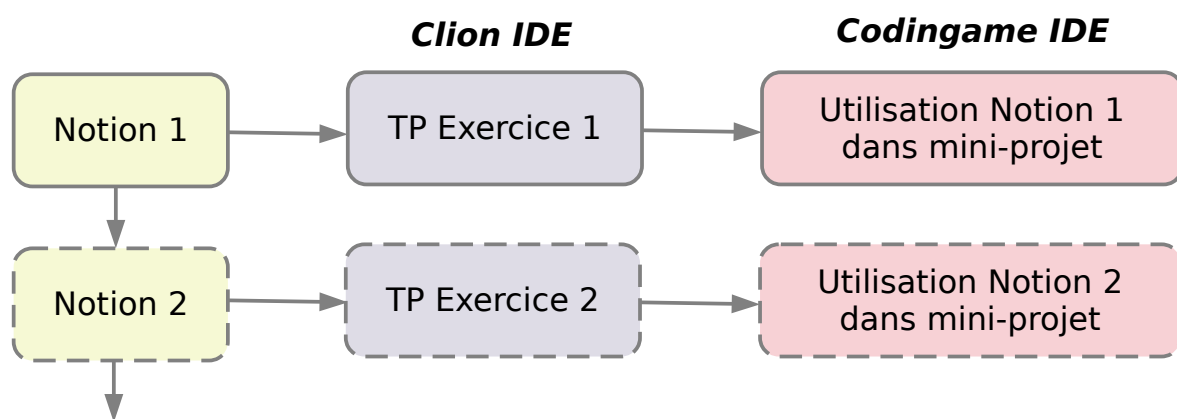 Clion IDE
Codingame IDE
Notion 1
TP Exercice 1
Utilisation Notion 1
dans mini-projet
Notion 2
TP Exercice 2
Utilisation Notion 2
dans mini-projet